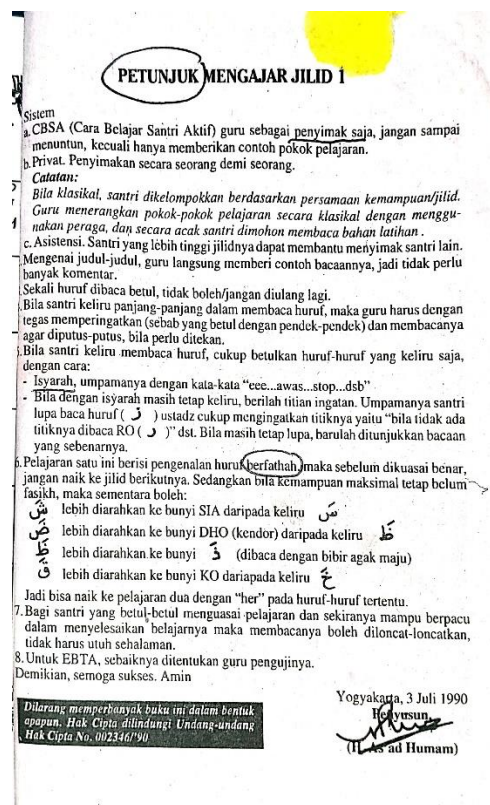 PETUNJUK MENGAJAR JILID 1
Sistem
a. CBSA (Cara Belajar Santri Aktif) guru sebagai penyimak saja, jangan sampai
menuntun, kecuali hanya memberikan contoh pokok pelajaran.
b. Privat. Penyimakan secara seorang demi seorang.
Catatan:
Bila klasikal, santri dikelompokkan berdasarkan persamaan kemampuan/jilid.
Guru menerangkan pokok-pokok pelajaran secara klasikal dengan menggu-
nakan peraga, dan secara acak santri dimohon membaca bahan latihan .
c. Asistensi. Santri yang lebih tinggi jilidnya dapat membantu menyimak santri lain.
Mengenai judul-judul, guru langsung memberi contoh bacaannya, jadi tidak perlu
banyak komentar.
Sekali huruf dibaca betul, tidak boleh/jangan diulang lagi.
Bila santri keliru panjang-panjang dalam membaca huruf, maka guru harus dengan
tegas memperingatkan (sebab yang betul dengan pendek-pendek) dan membacanya
agar diputus-putus, bila perlu ditekan.
Bila santri keliru membaca huruf, cukup betulkan huruf-huruf yang keliru saja,
dengan cara:
- Isyarah, umpamanya dengan kata-kata “eee...awas...stop...dsb”
- Bila dengan isyarah masih tetap keliru, berilah titian ingatan. Umpamanya santri
lupa baca huruf ( ز ) ustadz cukup mengingatkan titiknya yaitu “bila tidak ada
titiknya dibaca RO ( ر )” dst. Bila masih tetap lupa, barulah ditunjukkan bacaan
yang sebenarnya.
6. Pelajaran satu ini berisi pengenalan huruf berfathah, maka sebelum dikuasai benar,
jangan naik ke jilid berikutnya. Sedangkan bila kemampuan maksimal tetap belum
fasikh, maka sementara boleh:
lebih diarahkan ke bunyi SIA daripada keliru سَ
lebih diarahkan ke bunyi DHO (kendor) daripada keliru ظَ
lebih diarahkan ke bunyi (dibaca dengan bibir agak maju)
lebih diarahkan ke bunyi KO dariapada keliru خَ
Jadi bisa naik ke pelajaran dua dengan “her” pada huruf-huruf tertentu.
7. Bagi santri yang betul-betul menguasai pelajaran dan sekiranya mampu berpacu
dalam menyelesaikan belajarnya maka membacanya boleh diloncat-loncatkan,
tidak harus utuh sehalaman.
8. Untuk EBTA, sebaiknya ditentukan guru pengujinya.
Demikian, semoga sukses. Amin
Yogyakarta, 3 Juli 1990
Penyusun,
As'ad Humam)
Dilarang memperbanyak buku ini dalam bentuk
apapun. Hak Cipta dilindungi Undang-undang
Hak Cipta No. 002346/'90